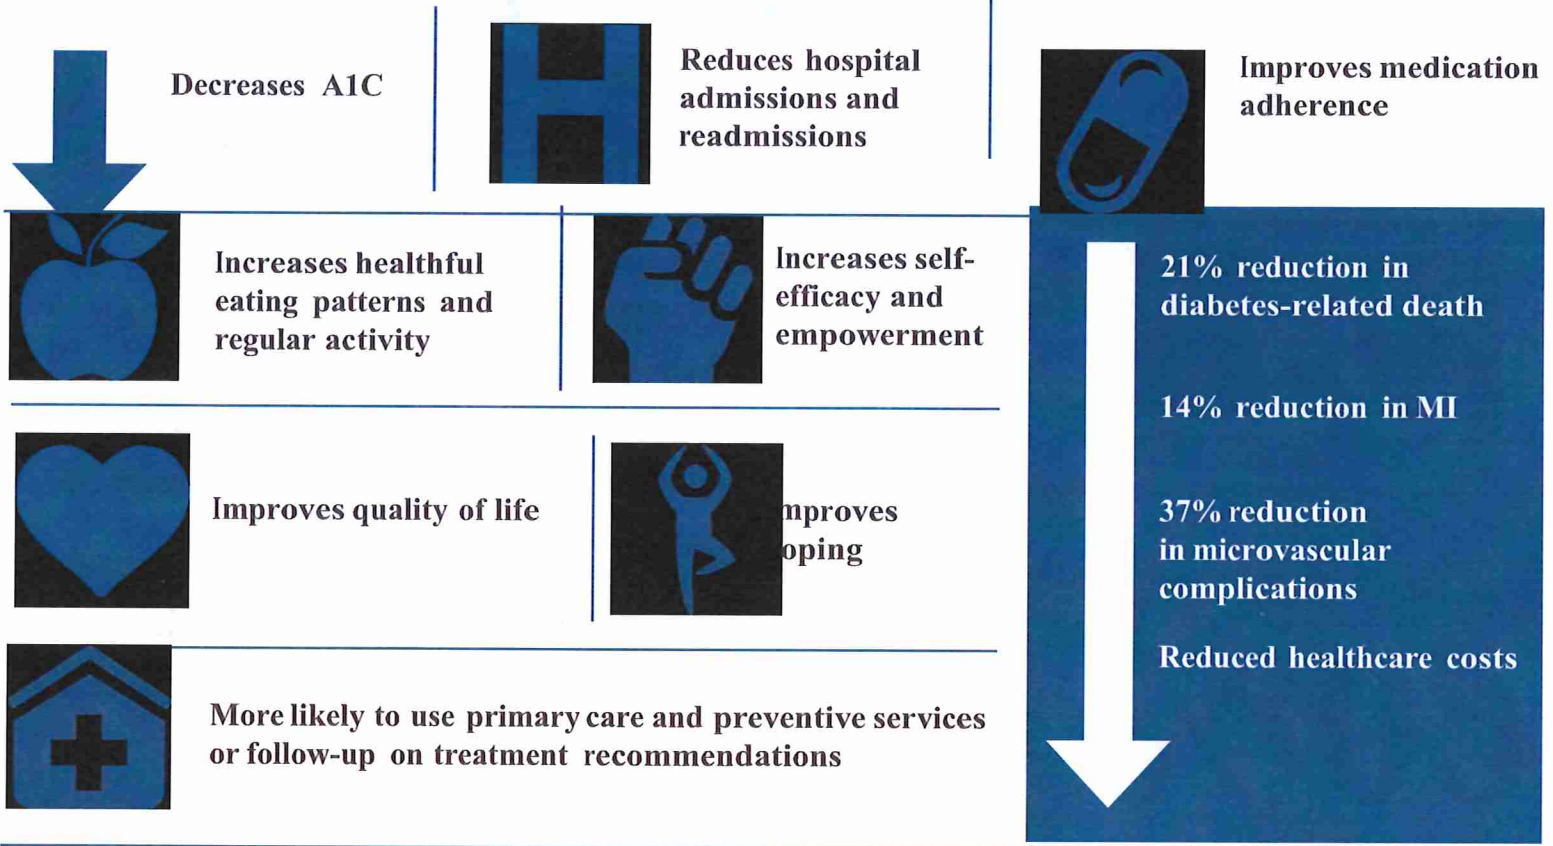 Decreases A1C
H
Reduces hospital
admissions and
readmissions
Improves medication
adherence
Increases healthful
eating patterns and
regular activity
Increases self-
efficacy and
empowerment
Improves quality of life
mproves
oping
More likely to use primary care and preventive services
or follow-up on treatment recommendations
21% reduction in
diabetes-related death
14% reduction in MI
37% reduction
in microvascular
complications
Reduced healthcare costs